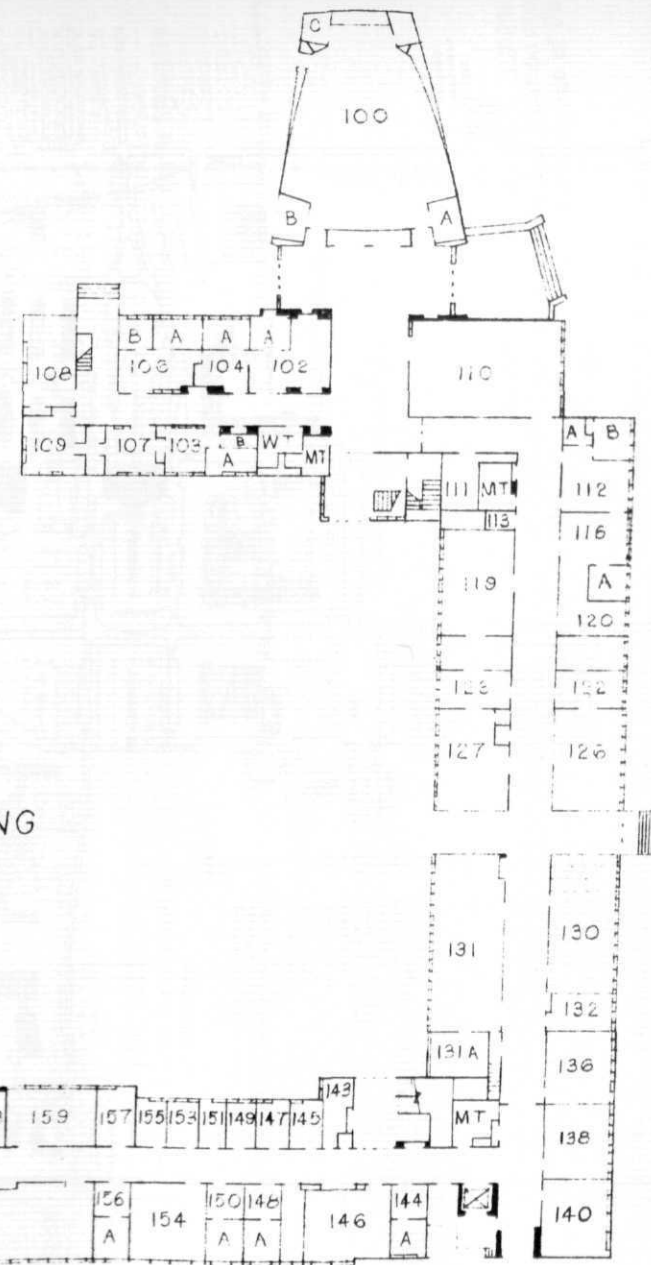 C
100
B A
B A A A
108 106 104 102 110
109 107 103 B WT MT
A
A B
111 MT 112
113 116
119 A
120
123 122
127 126
NG
131 130
132
131A 136
143
159 157 155 153 151 149 147 145 MT 138
156 150 148 144
154 146 140
A A A A